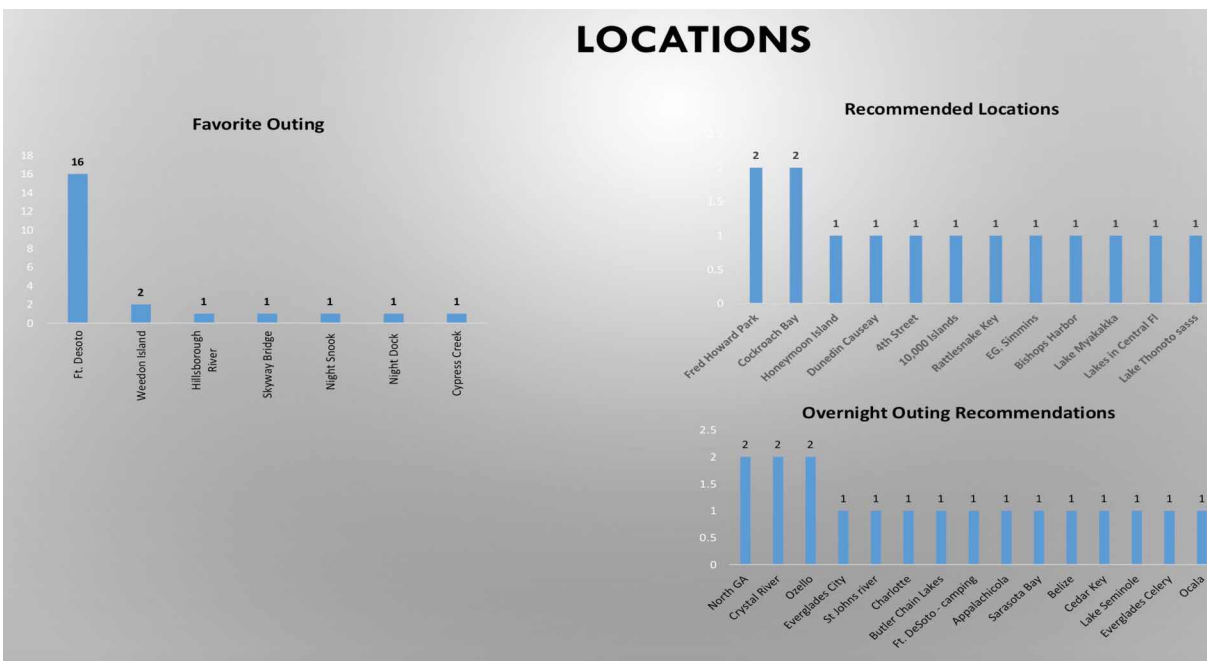 LOCATIONS
Favorite Outing
18
16
14
12
10
8
6
4
2
0
16
2
1
1
1
1
1
Ft. Desoto
Weedon Island
Hillsborough
River
Skyway Bridge
Night Snook
Night Dock
Cypress Creek
Recommended Locations
2.5
2
1.5
1
0.5
0
2
2
1
1
1
1
1
1
1
1
1
1
Fred Howard Park
Cockroach Bay
Honeymoon Island
Dunedin Causeay
4th Street
10,000 Islands
Rattlesnake Key
EG. Simmins
Bishops Harbor
Lake Myakakka
Lakes in Central Fl
Lake Thonoto sasss
Overnight Outing Recommendations
2.5
2
1.5
1
0.5
0
2
2
2
1
1
1
1
1
1
1
1
1
1
1
1
North GA
Crystal River
Ozello
Everglades City
St Johns river
Charlotte
Butler Chain Lakes
Ft. DeSoto - camping
Appalachicola
Sarasota Bay
Belize
Cedar Key
Lake Seminole
Everglades Celery
Ocala